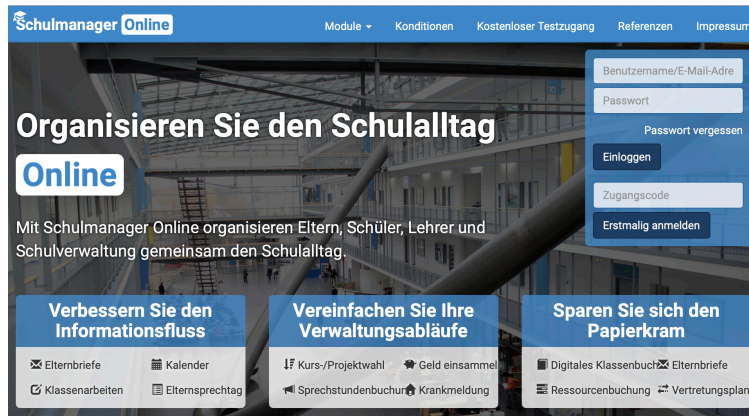 Schulmanager Online
Module
Konditionen
Kostenloser Testzugang
Referenzen
Impressum
Benutzername/E-Mail-Adre
Passwort
Passwort vergessen
Einloggen
Zugangscode
Erstmalig anmelden
Organisieren Sie den Schulalltag
Online
Mit Schulmanager Online organisieren Eltern, Schüler, Lehrer und
Schulverwaltung gemeinsam den Schulalltag.
Verbessern Sie den
Informationsfluss
Elternbriefe
Kalender
Klassenarbeiten
Elternsprechtag
Vereinfachen Sie Ihre
Verwaltungsabläufe
Kurs-/Projektwahl
Geld einsammel
Sprechstundenbuchun
Krankmeldung
Sparen Sie sich den
Papierkram
Digitales Klassenbuch
Elternbriefe
Ressourcenbuchung
Vertretungsplan